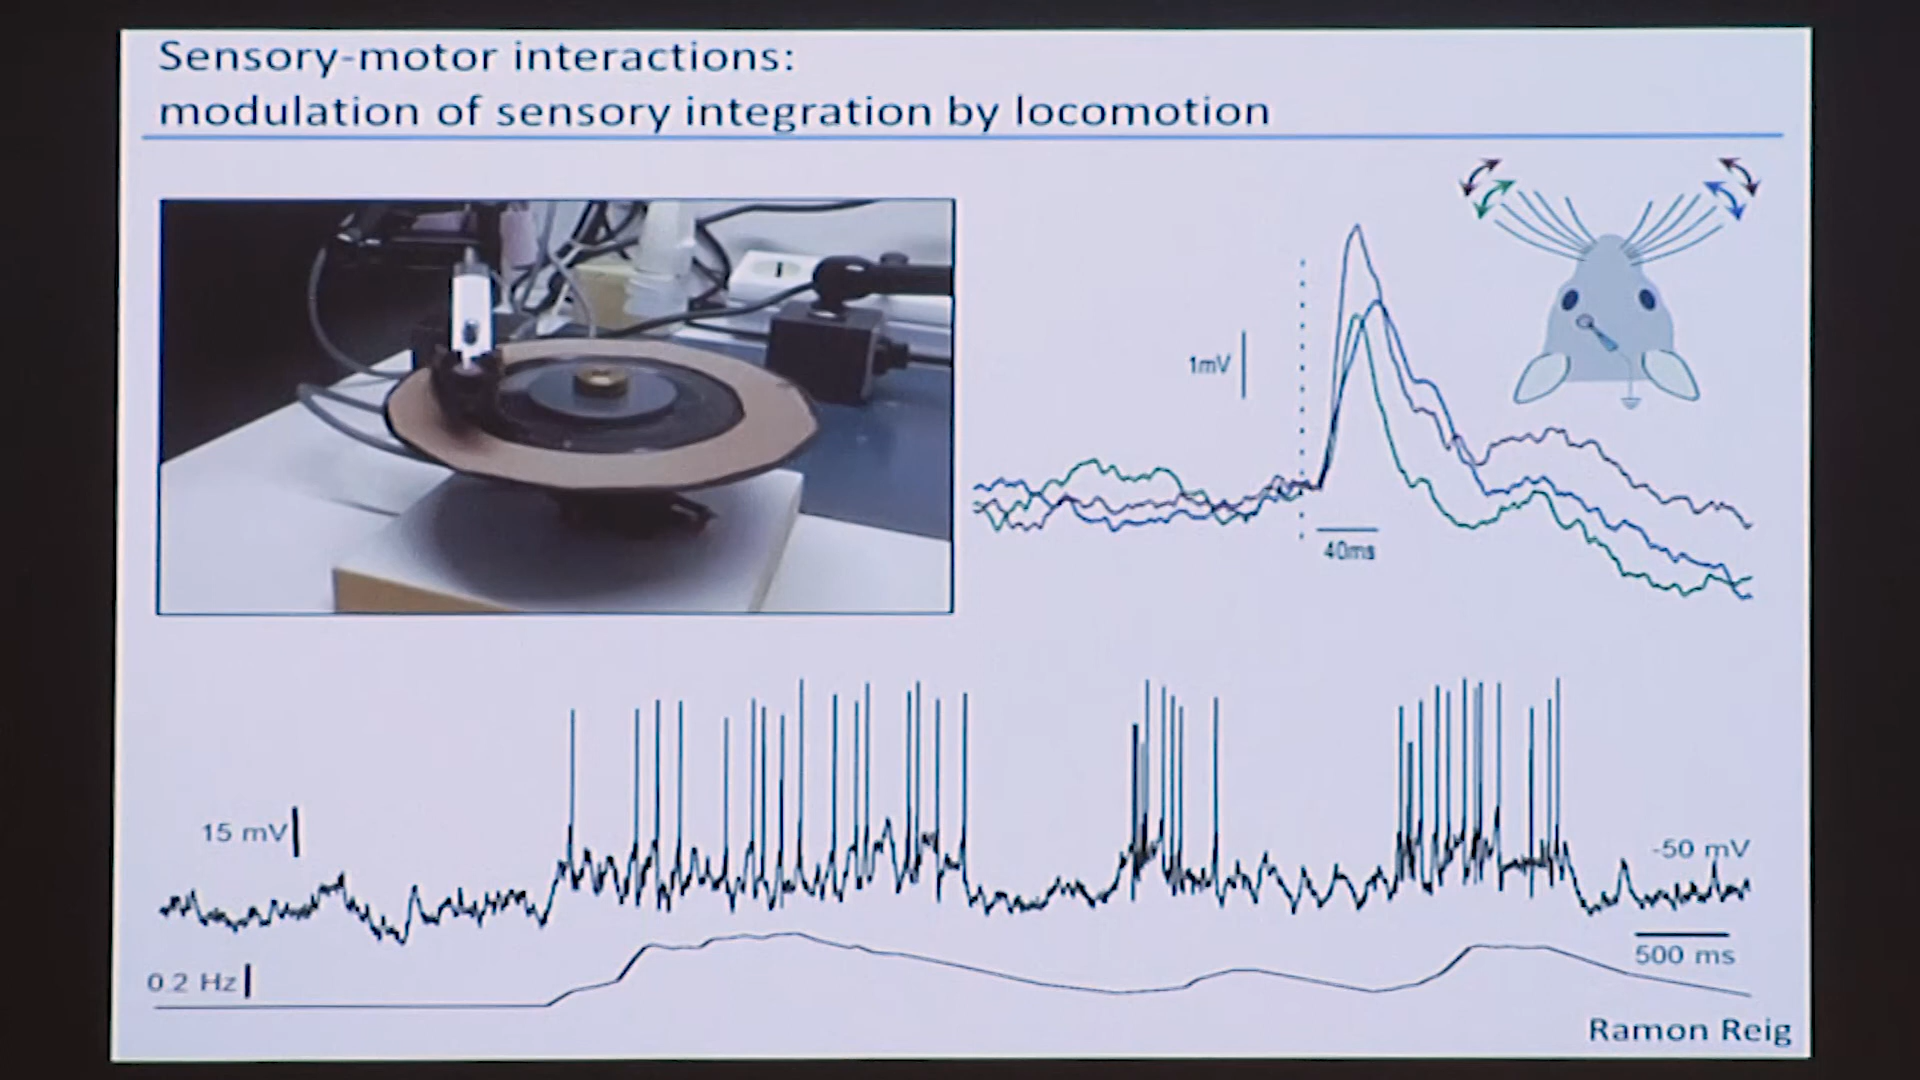 Sensory-motor interactions:
modulation of sensory integration by locomotion
1mV
40ms
15 mV
-50 mV
500 ms
0.2 Hz
Ramon Reig